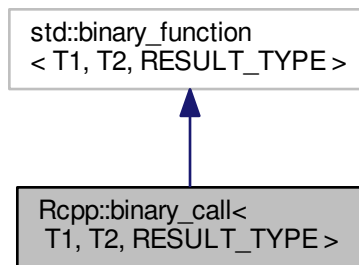 std::binary_function
< T1, T2, RESULT_TYPE >
Rcpp::binary_call<
T1, T2, RESULT_TYPE >